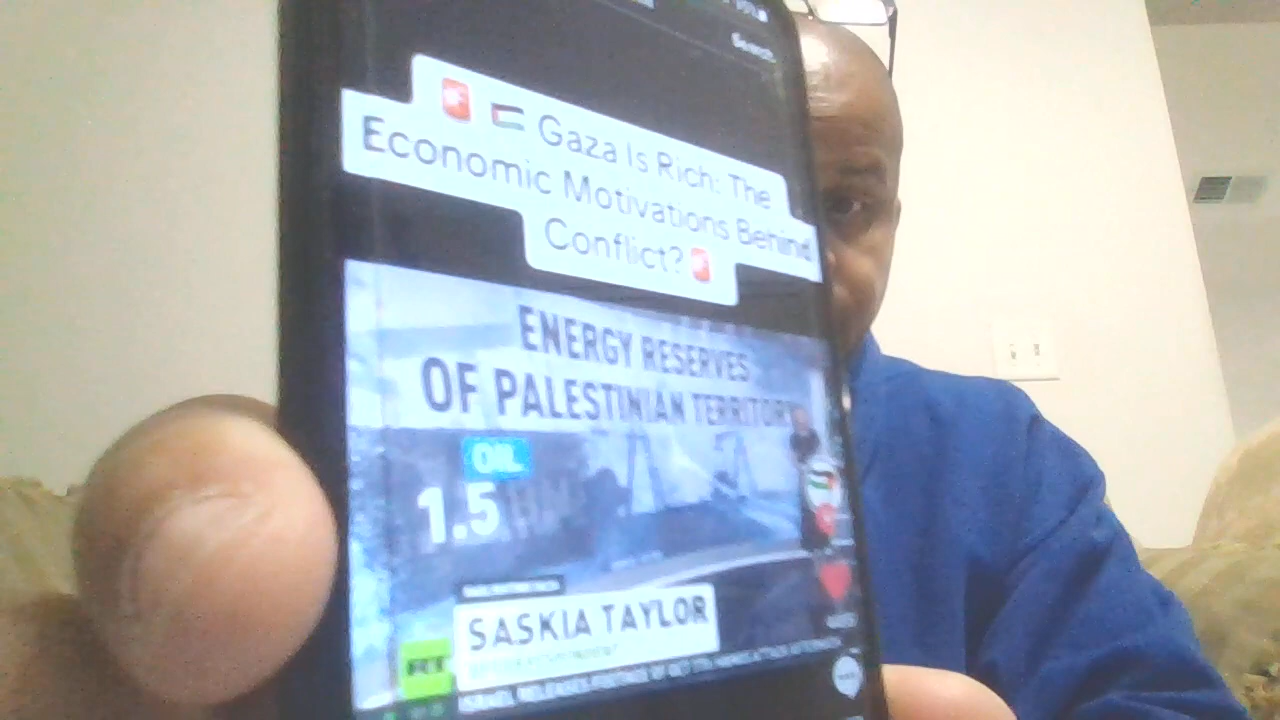 Search
Gaza Is Rich: The
Economic Motivations Behind
Conflict?
ENERGY RESERVES
OF PALESTINIAN TERRITORY
OIL
1.5
SASKIA TAYLOR
RT